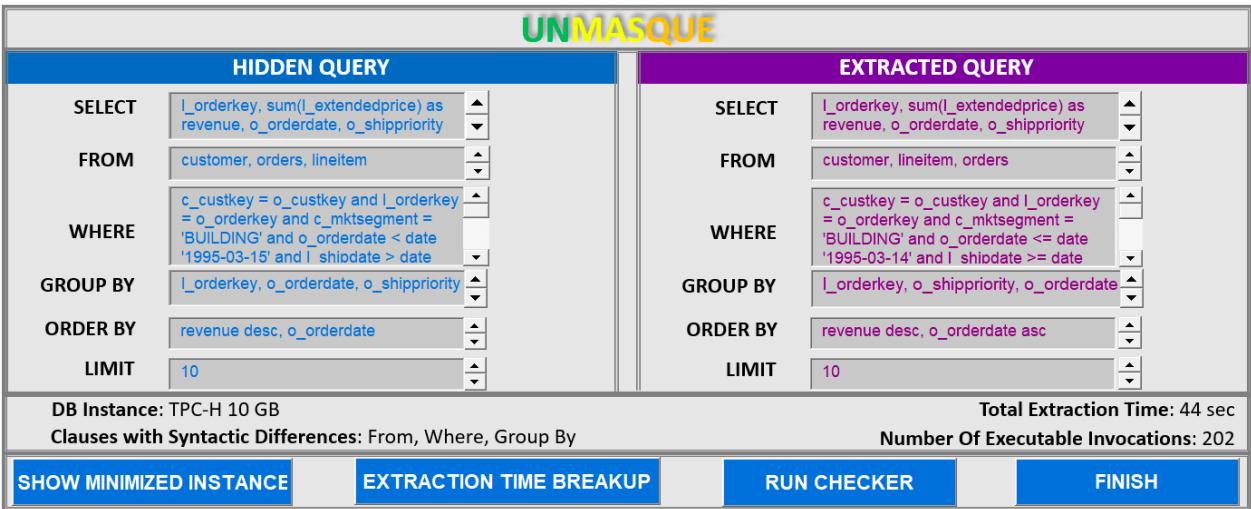 UNMASQUE
HIDDEN QUERY
SELECT
l_orderkey, sum(l_extendedprice) as
revenue, o_orderdate, o_shippriority
FROM
customer, orders, lineitem
WHERE
c_custkey = o_custkey and l_orderkey
= o_orderkey and c_mktsegment =
'BUILDING' and o_orderdate < date
'1995-03-15' and l_shipdate > date
GROUP BY
l_orderkey, o_orderdate, o_shippriority
ORDER BY
revenue desc, o_orderdate
LIMIT
10
EXTRACTED QUERY
SELECT
l_orderkey, sum(l_extendedprice) as
revenue, o_orderdate, o_shippriority
FROM
customer, lineitem, orders
WHERE
c_custkey = o_custkey and l_orderkey
= o_orderkey and c_mktsegment =
'BUILDING' and o_orderdate <= date
'1995-03-14' and l_shipdate >= date
GROUP BY
l_orderkey, o_shippriority, o_orderdate
ORDER BY
revenue desc, o_orderdate asc
LIMIT
10
DB Instance: TPC-H 10 GB
Clauses with Syntactic Differences: From, Where, Group By
Total Extraction Time: 44 sec
Number Of Executable Invocations: 202
SHOW MINIMIZED INSTANCE
EXTRACTION TIME BREAKUP
RUN CHECKER
FINISH